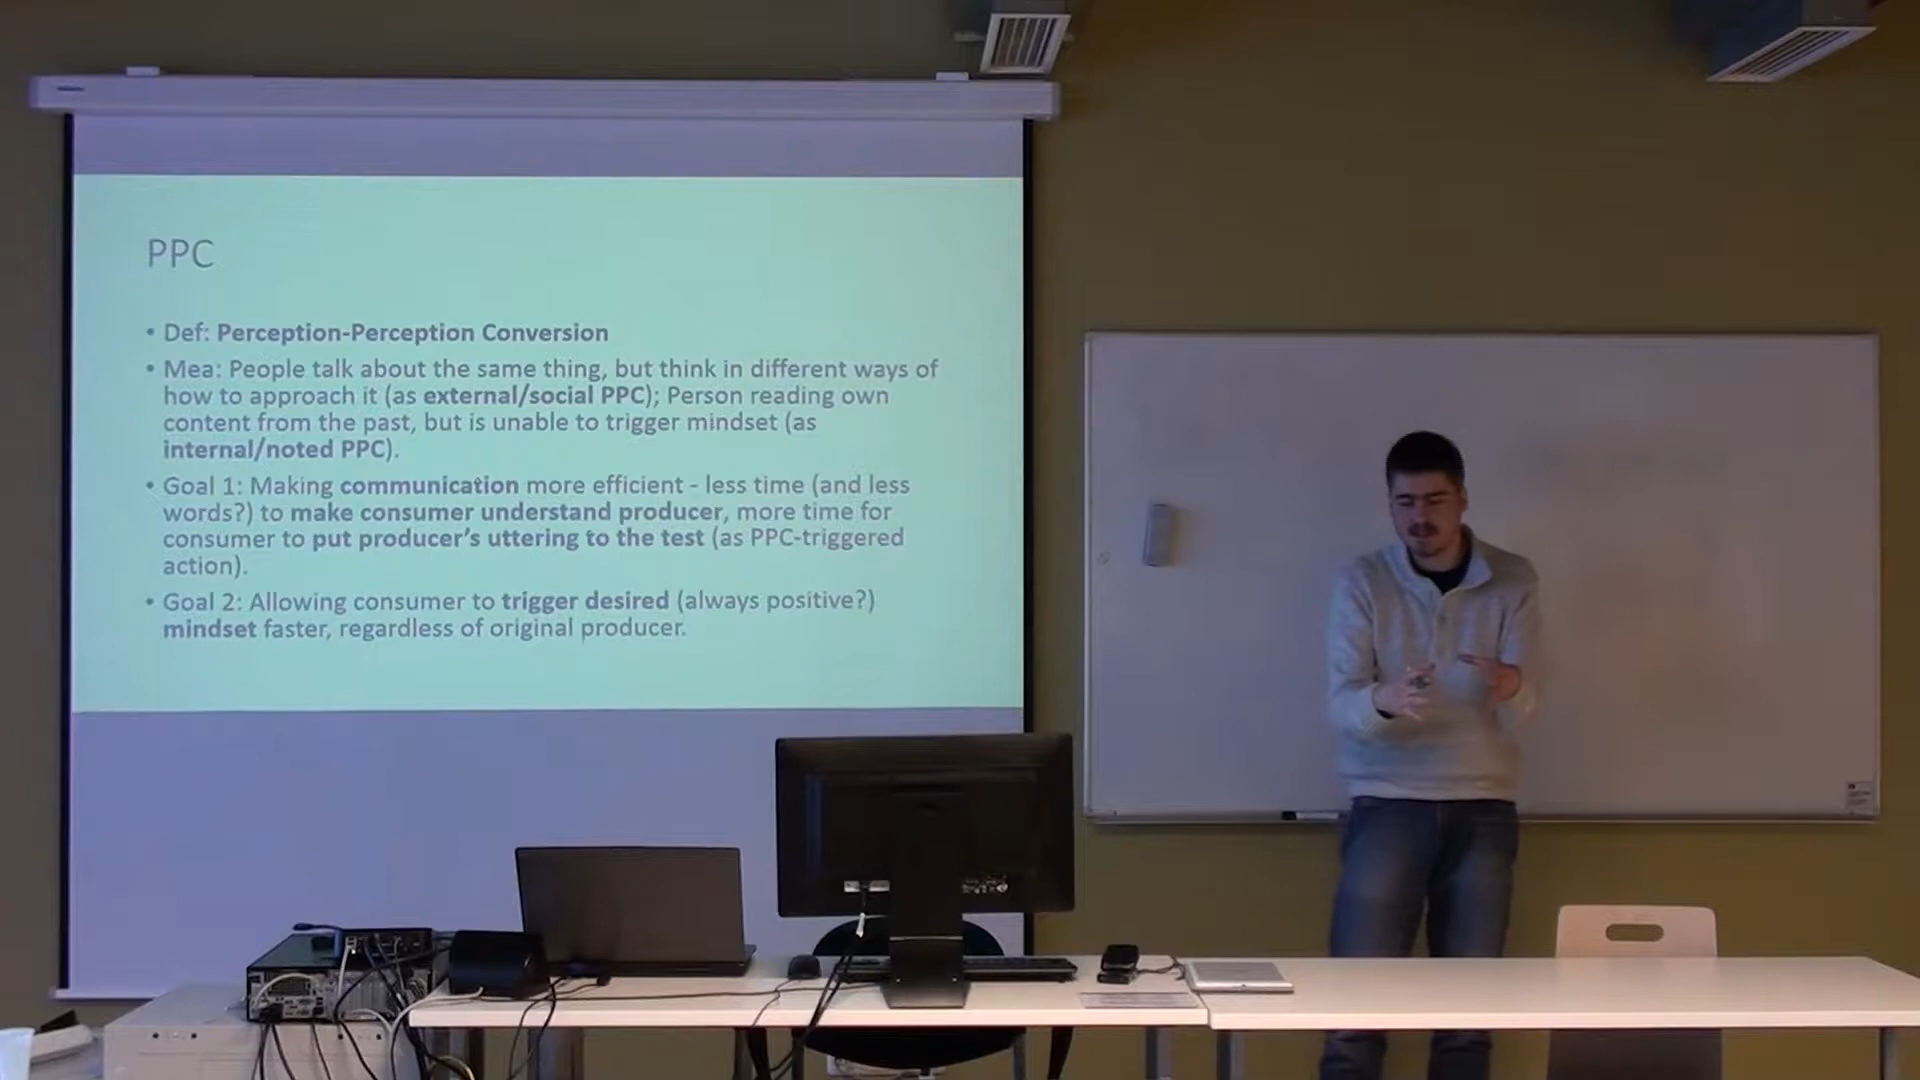 PPC
• Def: Perception-Perception Conversion
• Mea: People talk about the same thing, but think in different ways of
how to approach it (as external/social PPC); Person reading own
content from the past, but is unable to trigger mindset (as
internal/noted PPC).
• Goal 1: Making communication more efficient - less time (and less
words?) to make consumer understand producer, more time for
consumer to put producer's uttering to the test (as PPC-triggered
action).
• Goal 2: Allowing consumer to trigger desired (always positive?)
mindset faster, regardless of original producer.